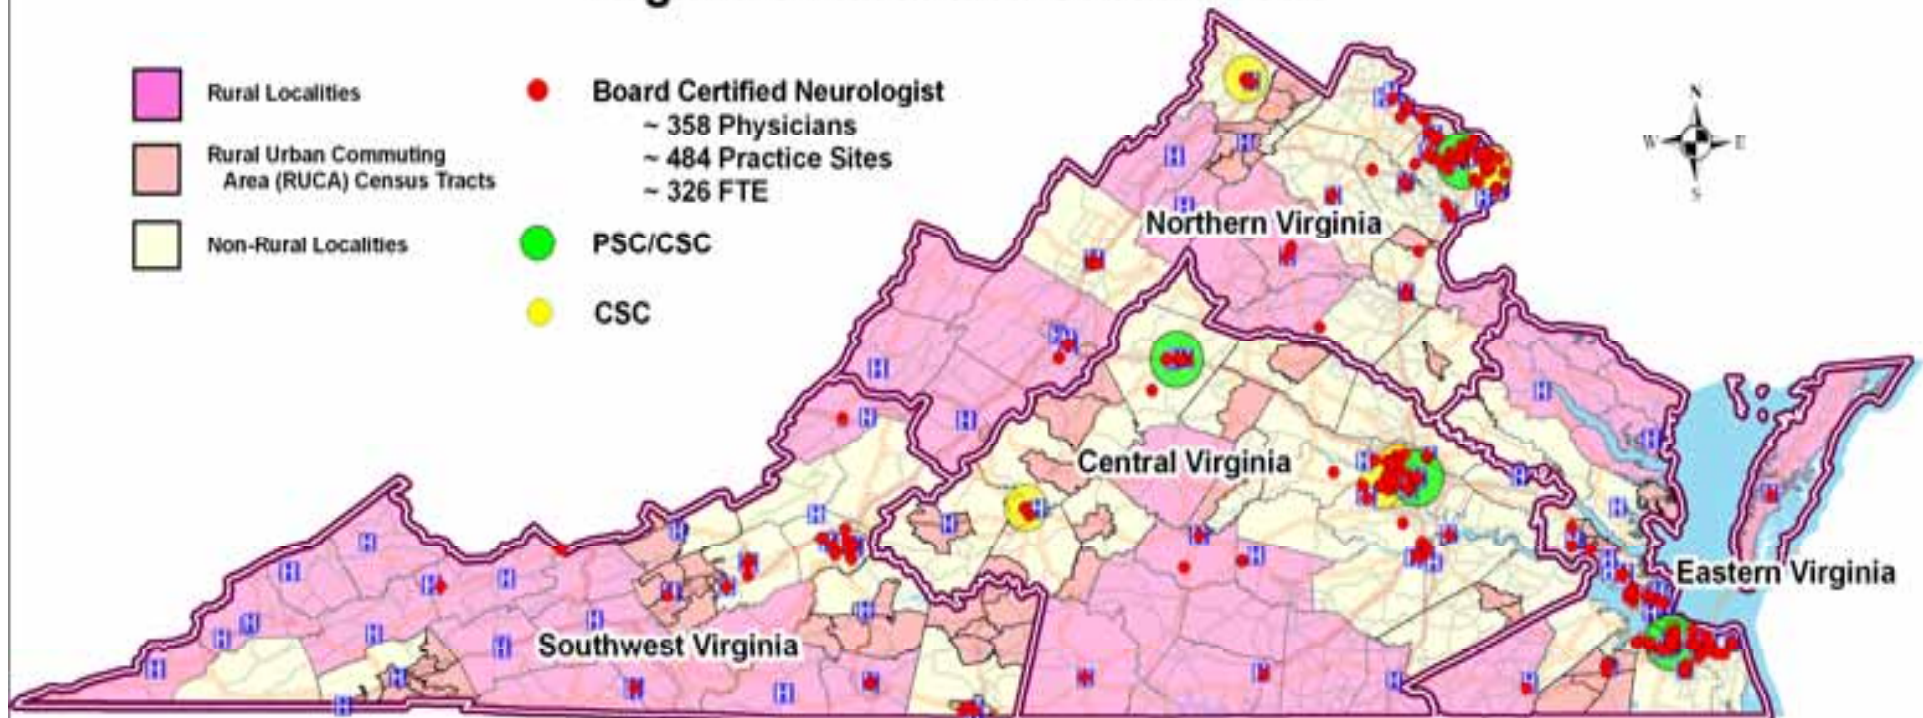 Rural Localities
Rural Urban Commuting
Area (RUCA) Census Tracts
Non-Rural Localities
Board Certified Neurologist
~ 358 Physicians
~ 484 Practice Sites
~ 326 FTE
PSC/CSC
CSC
N
W
E
S
Northern Virginia
Central Virginia
Eastern Virginia
Southwest Virginia